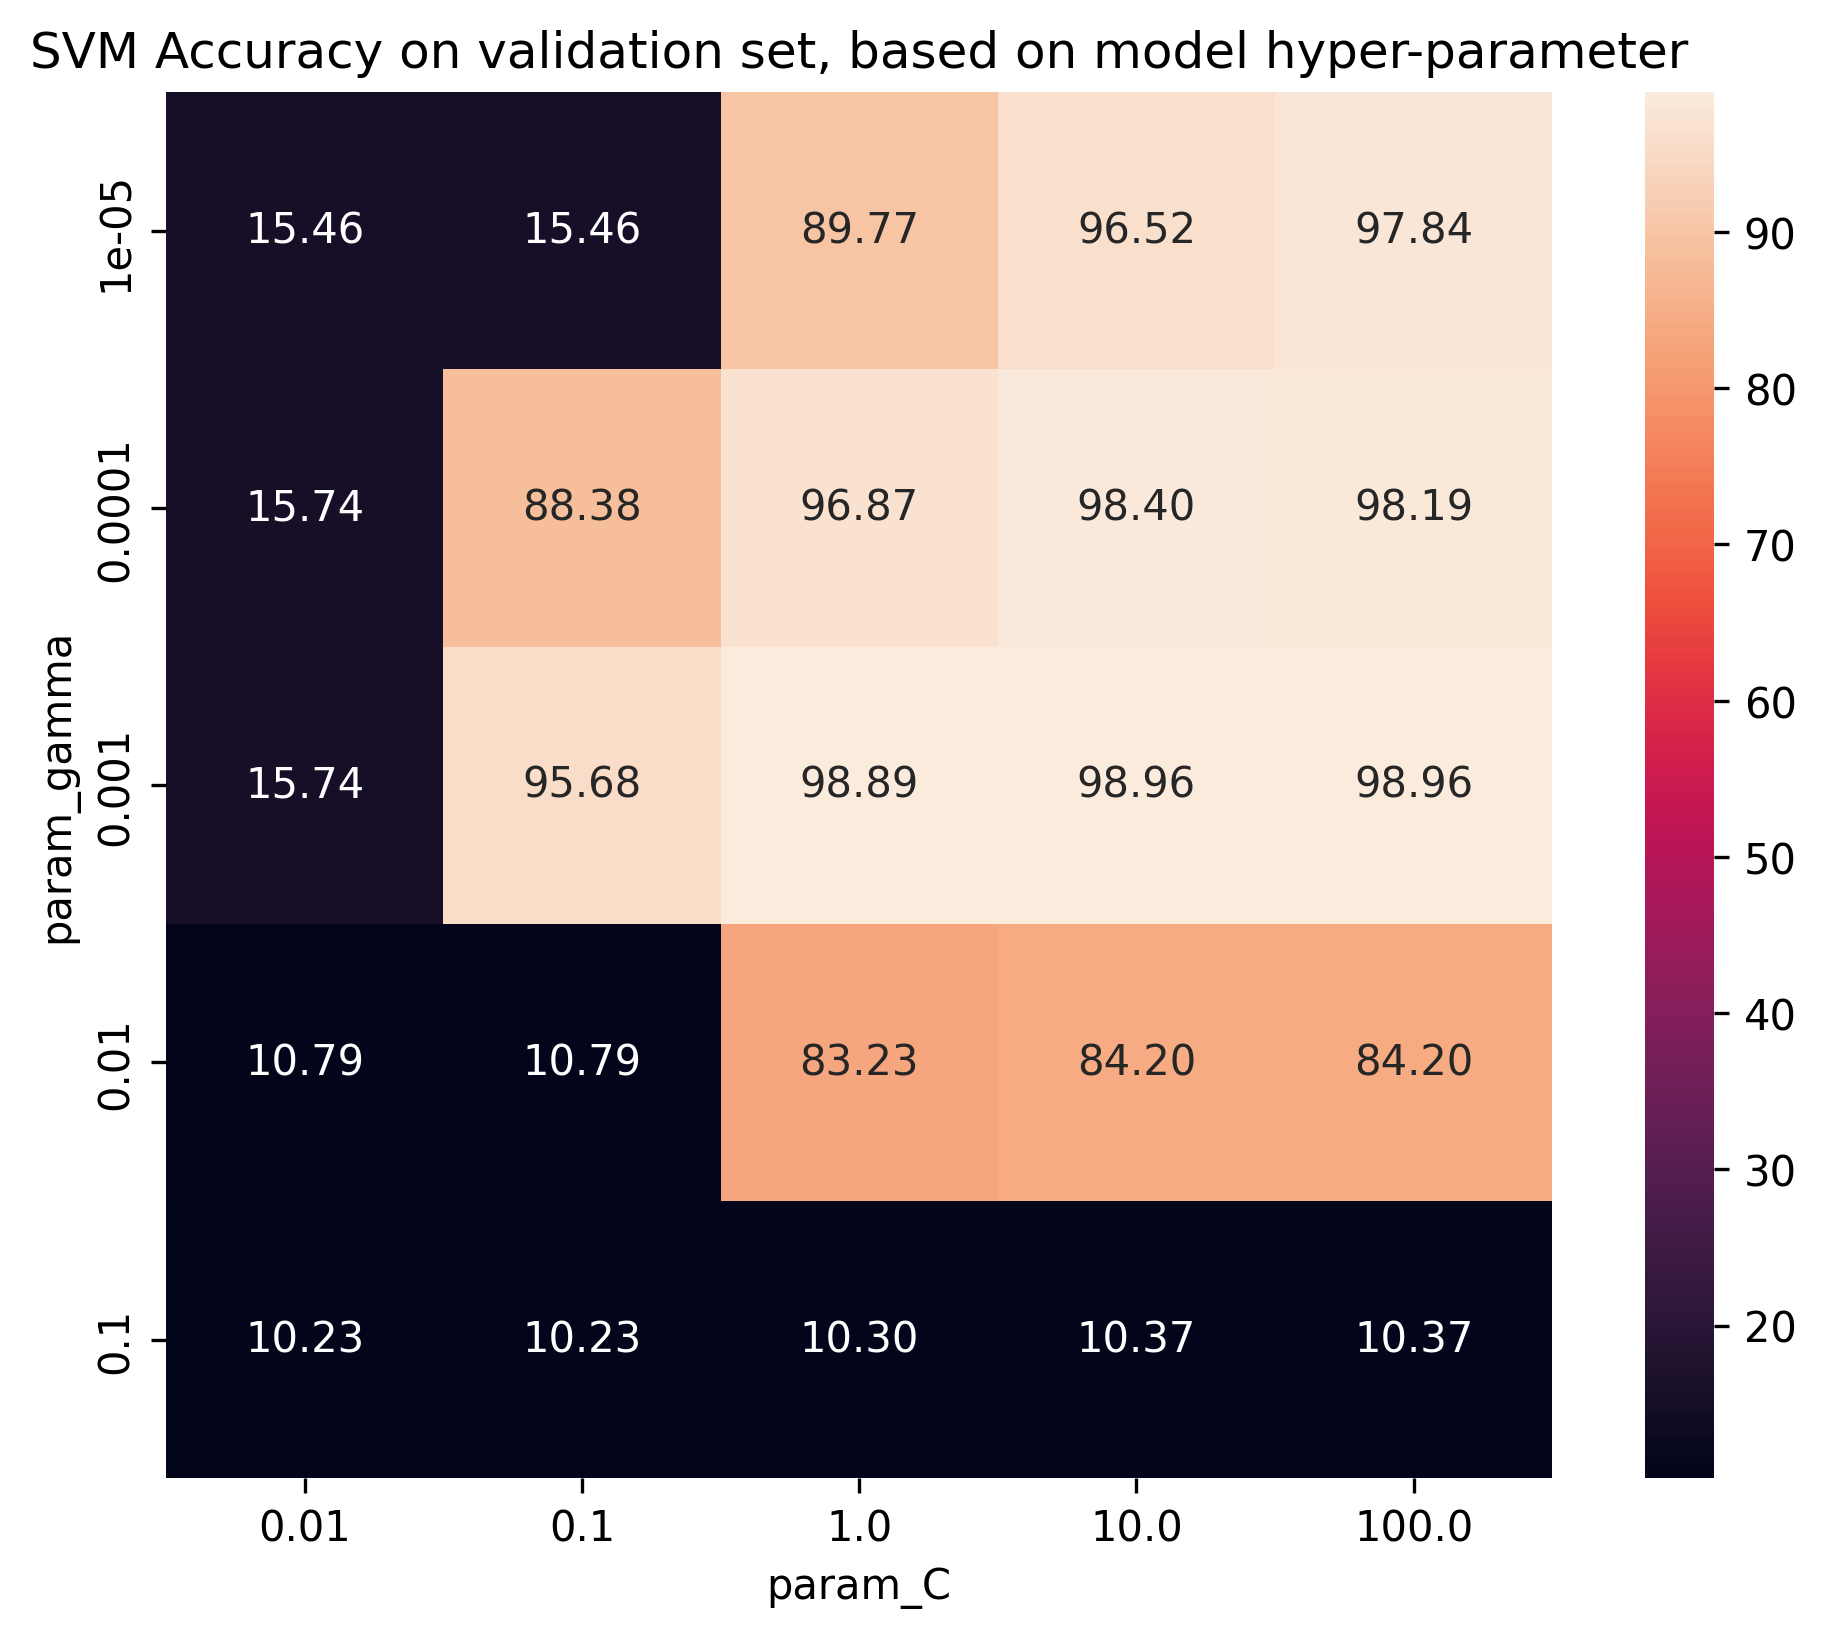 SVM Accuracy on validation set, based on model hyper-parameter
param_gamma
1e-05 15.46 15.46 89.77 96.52 97.84
0.0001 15.74 88.38 96.87 98.40 98.19
0.001 15.74 95.68 98.89 98.96 98.96
0.01 10.79 10.79 83.23 84.20 84.20
0.1 10.23 10.23 10.30 10.37 10.37
0.01 0.1 1.0 10.0 100.0
param_C
90
80
70
60
50
40
30
20